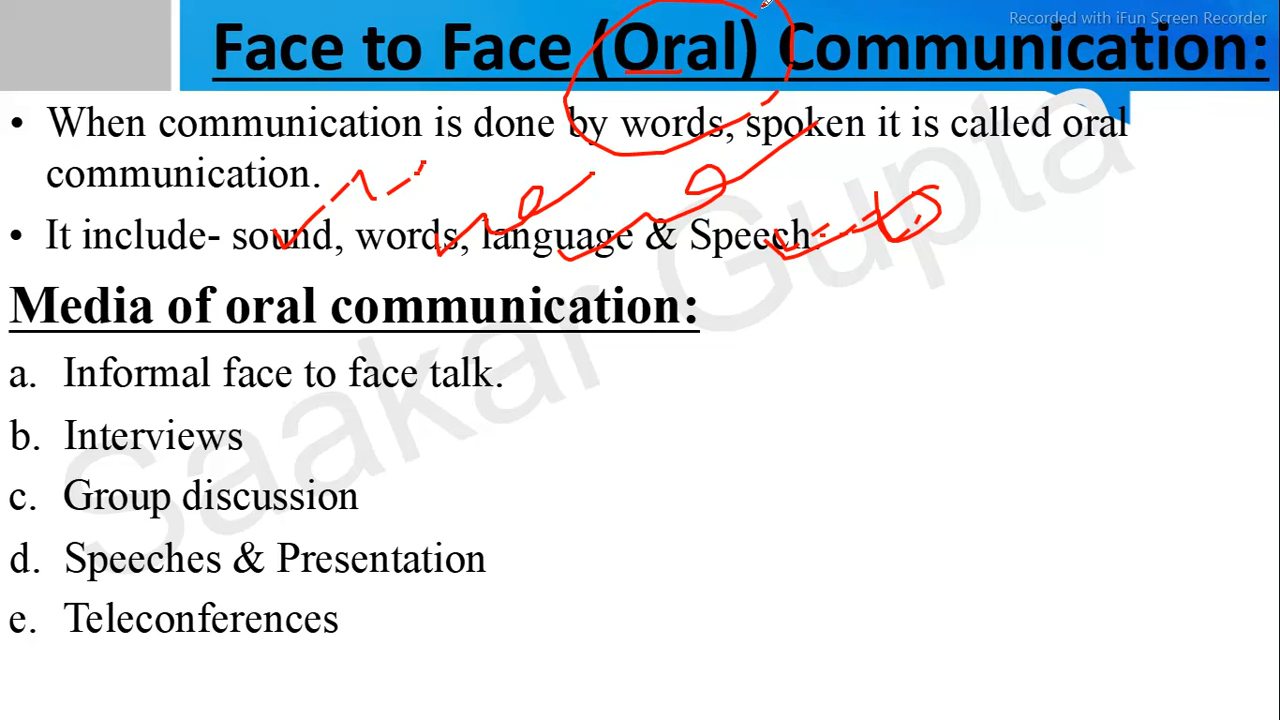 Recorded with iFun Screen Recorder
Face to Face (Oral) Communication:
• When communication is done by words, spoken it is called oral
communication.
• It include- sound, words, language & Speech.
Media of oral communication:
a. Informal face to face talk.
b. Interviews
c. Group discussion
d. Speeches & Presentation
e. Teleconferences
Saakar Gupta